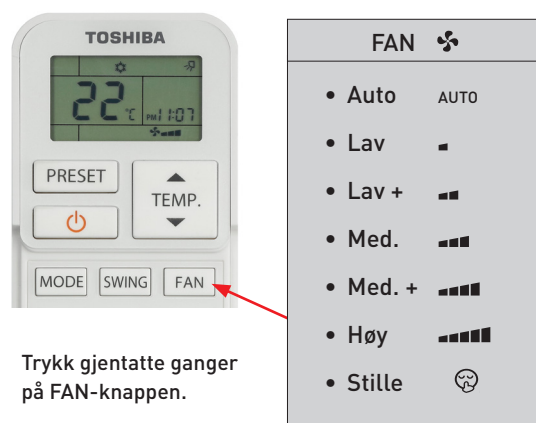 TOSHIBA
22 °C PM 11:07
PRESET
TEMP.
MODE SWING FAN
Trykk gjentatte ganger
på FAN-knappen.
FAN
• Auto AUTO
• Lav
• Lav +
• Med.
• Med. +
• Høy
• Stille